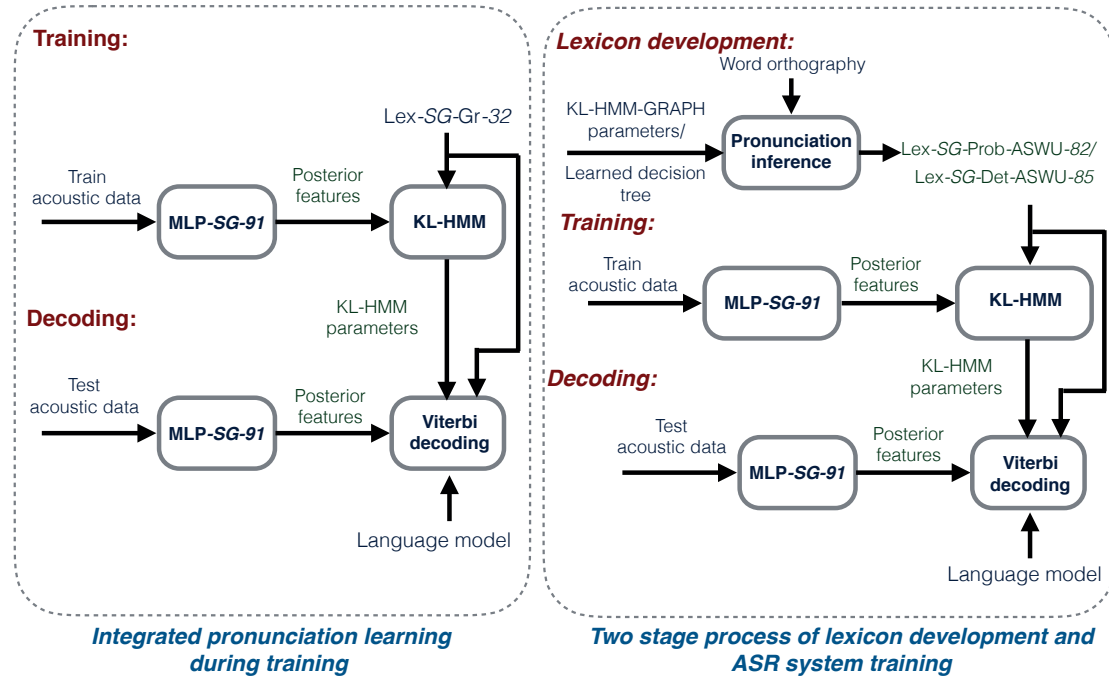 Training:
Lex-SG-Gr-32
Train
acoustic data
MLP-SG-91
Posterior
features
KL-HMM
KL-HMM
parameters
Decoding:
Test
acoustic data
MLP-SG-91
Posterior
features
Viterbi
decoding
Language model
Integrated pronunciation learning
during training
Lexicon development:
Word orthography
KL-HMM-GRAPH
parameters/
Learned decision
tree
Pronunciation
inference
Lex-SG-Prob-ASWU-82/
Lex-SG-Det-ASWU-85
Training:
Train
acoustic data
MLP-SG-91
Posterior
features
KL-HMM
KL-HMM
parameters
Decoding:
Test
acoustic data
MLP-SG-91
Posterior
features
Viterbi
decoding
Language model
Two stage process of lexicon development and
ASR system training